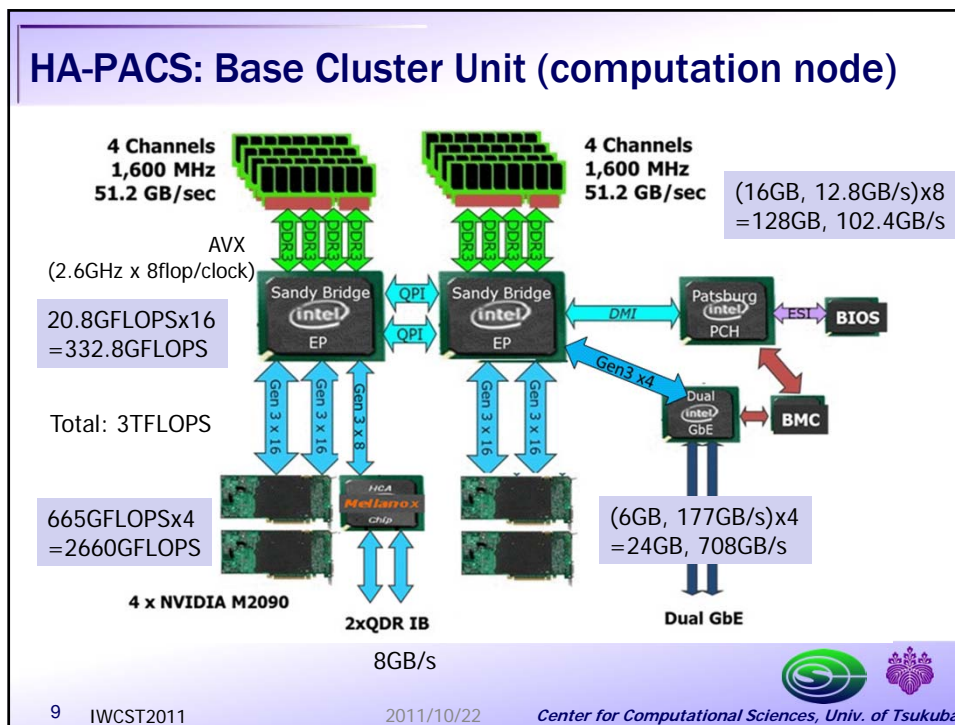 HA-PACS: Base Cluster Unit (computation node)
4 Channels
1,600 MHz
51.2 GB/sec
4 Channels
1,600 MHz
51.2 GB/sec
(16GB, 12.8GB/s)x8
=128GB, 102.4GB/s
DDR3
DDR3
DDR3
DDR3
DDR3
DDR3
DDR3
DDR3
AVX
(2.6GHz x 8flop/clock)
Sandy Bridge
intel
EP
QPI
QPI
Sandy Bridge
intel
EP
DMI
Patsburg
intel
PCH
ESI
BIOS
20.8GFLOPSx16
=332.8GFLOPS
Gen3 x4
Dual
intel
GbE
BMC
Gen 3 x 16
Gen 3 x 16
Gen 3 x 8
Gen 3 x 16
Gen 3 x 16
Total: 3TFLOPS
665GFLOPSx4
=2660GFLOPS
HCA
Mellanox
Chip
(6GB, 177GB/s)x4
=24GB, 708GB/s
4 x NVIDIA M2090
2xQDR IB
Dual GbE
8GB/s
9 IWCST2011
2011/10/22
Center for Computational Sciences, Univ. of Tsukuba